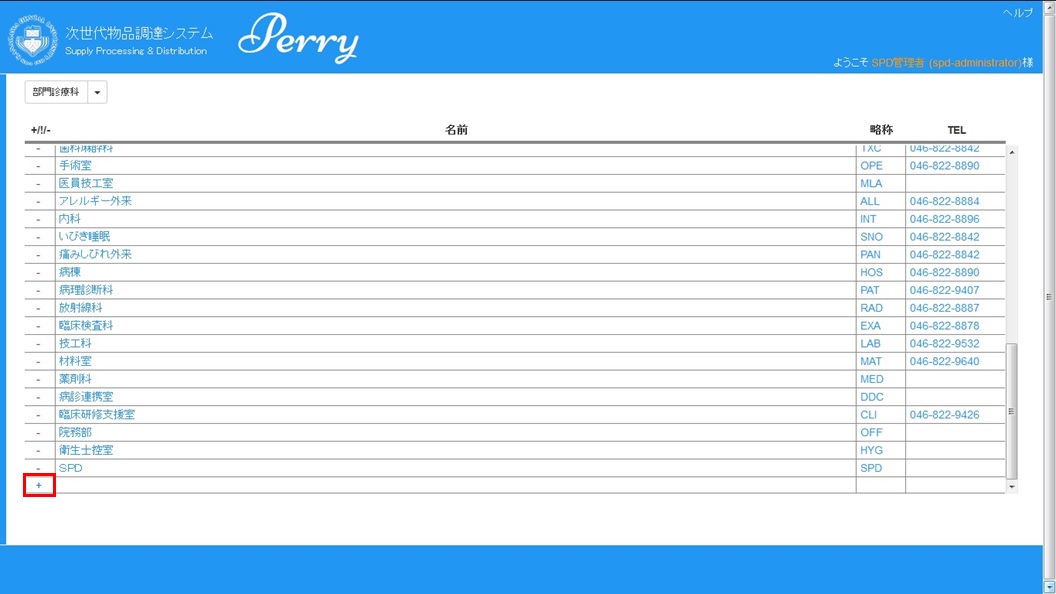 ヘルプ
次世代物品調達システム
Supply Processing & Distribution
Perry
ようこそ SPD管理者 (spd-administrator)様
部門診療科
+/!/- 名前 略称 TEL
- 歯科麻酔科 TXC 046-822-8842
- 手術室 OPE 046-822-8890
- 医員技工室 MLA
- アレルギー外来 ALL 046-822-8884
- 内科 INT 046-822-8896
- いびき睡眠 SNO 046-822-8842
- 痛みしびれ外来 PAN 046-822-8842
- 病棟 HOS 046-822-8890
- 病理診断科 PAT 046-822-9407
- 放射線科 RAD 046-822-8887
- 臨床検査科 EXA 046-822-8878
- 技工科 LAB 046-822-9532
- 材料室 MAT 046-822-9640
- 薬剤科 MED
- 病診連携室 DDC
- 臨床研修支援室 CLI 046-822-9426
- 院務部 OFF
- 衛生士控室 HYG
- SPD SPD
+